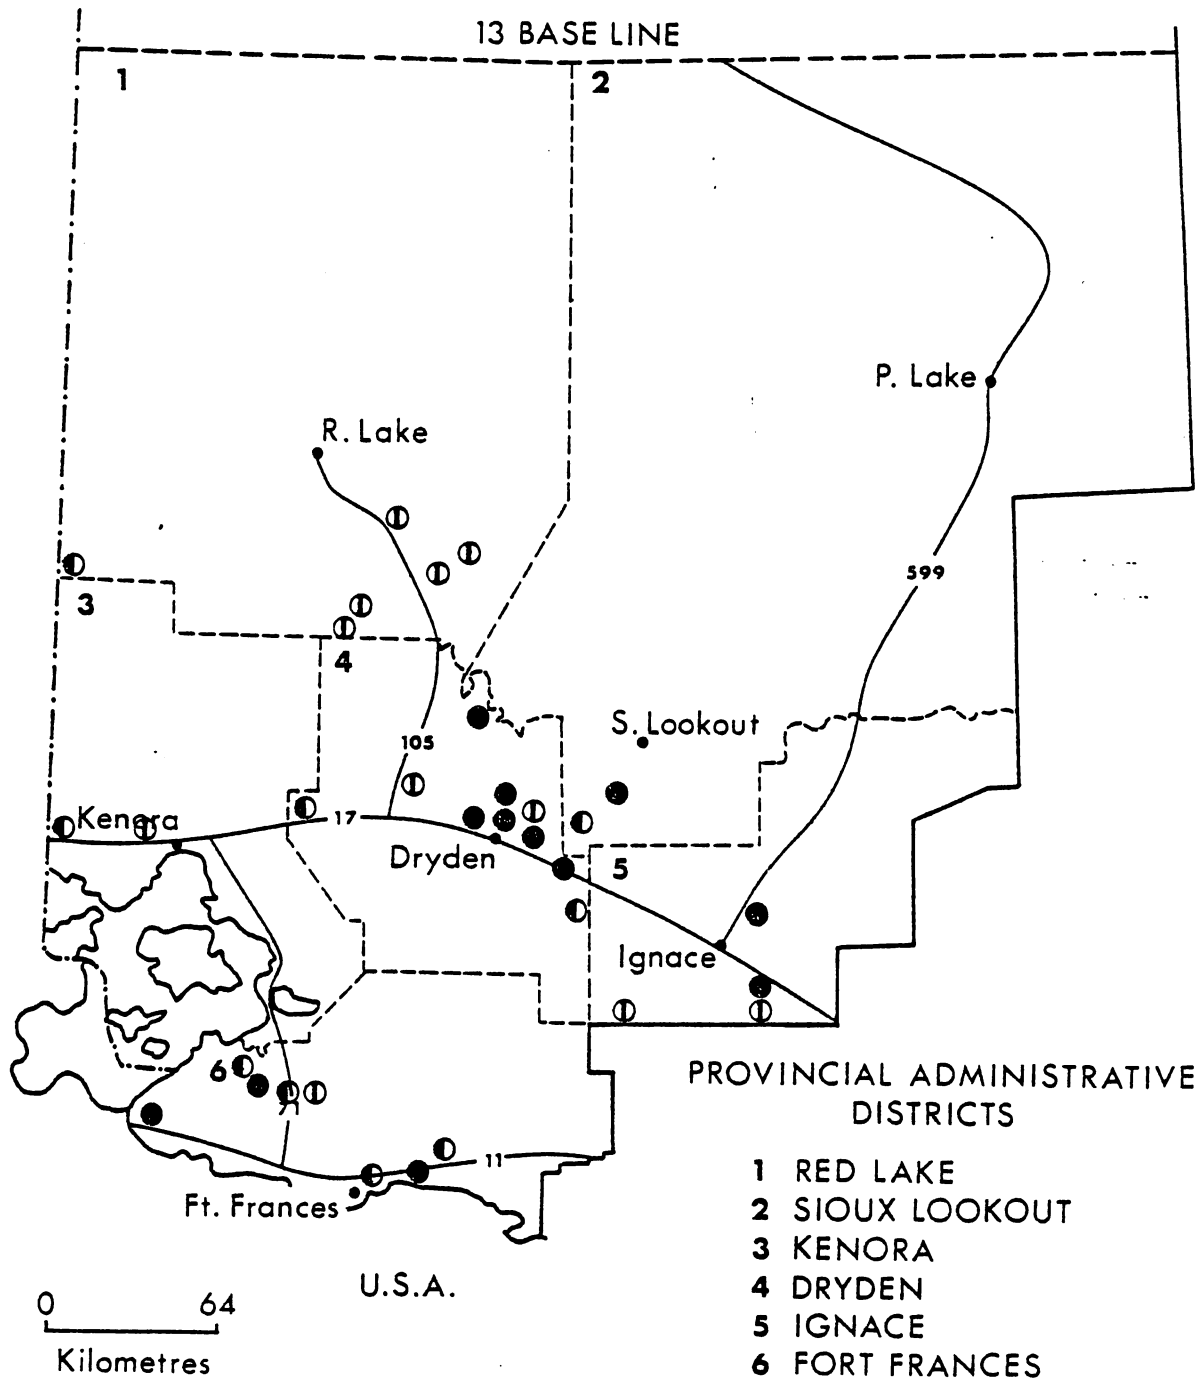 13 BASE LINE
1
2
P. Lake
R. Lake
599
3
4
S. Lookout
105
Kenora
17
Dryden
5
Ignace
6
PROVINCIAL ADMINISTRATIVE
DISTRICTS
11
1 RED LAKE
Ft. Frances
2 SIOUX LOOKOUT
3 KENORA
U.S.A.
4 DRYDEN
0 64
5 IGNACE
Kilometres
6 FORT FRANCES